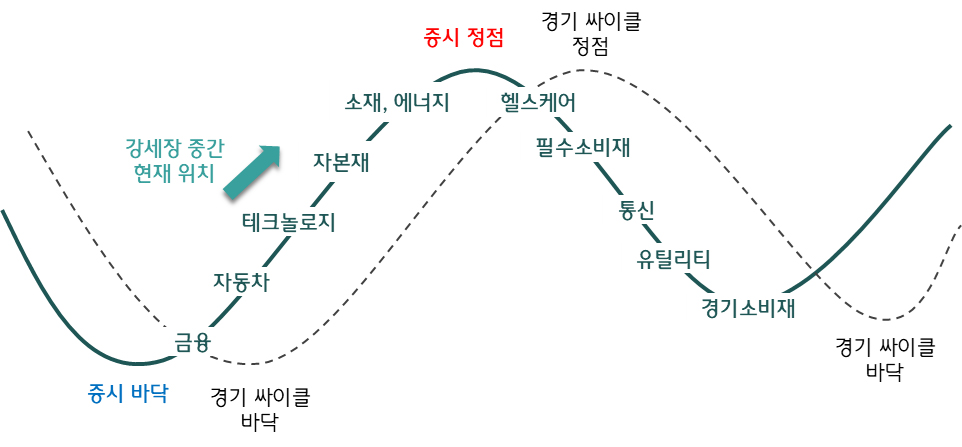 경기 싸이클
정점
증시 정점
소재, 에너지
헬스케어
강세장 중간
현재 위치
자본재
필수소비재
테크놀로지
통신
자동차
유틸리티
경기소비재
금융
증시 바닥
경기 싸이클
바닥
경기 싸이클
바닥